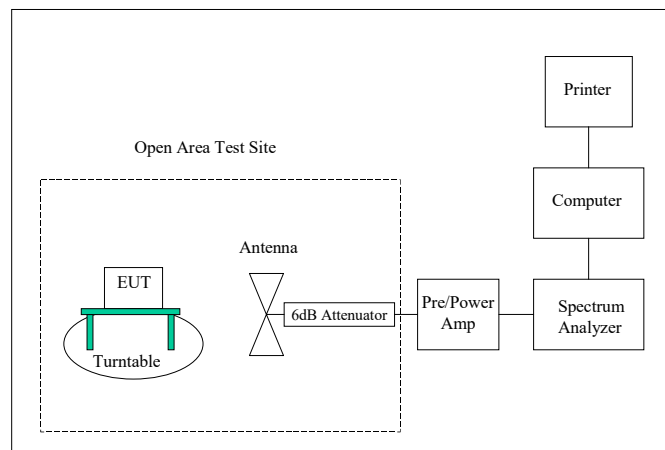 Printer
Open Area Test Site
Computer
Antenna
EUT
6dB Attenuator
Pre/Power
Amp
Spectrum
Analyzer
Turntable